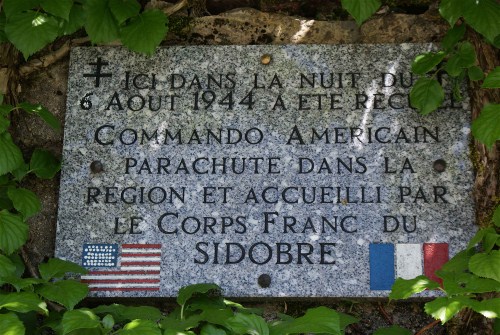 ICI DANS LA NUIT DU
6 AOUT 1944 A ETE RECUEILLI
COMMANDO AMERICAIN
PARACHUTE DANS LA
REGION ET ACCUEILLI PAR
LE CORPS FRANC DU
SIDOBRE